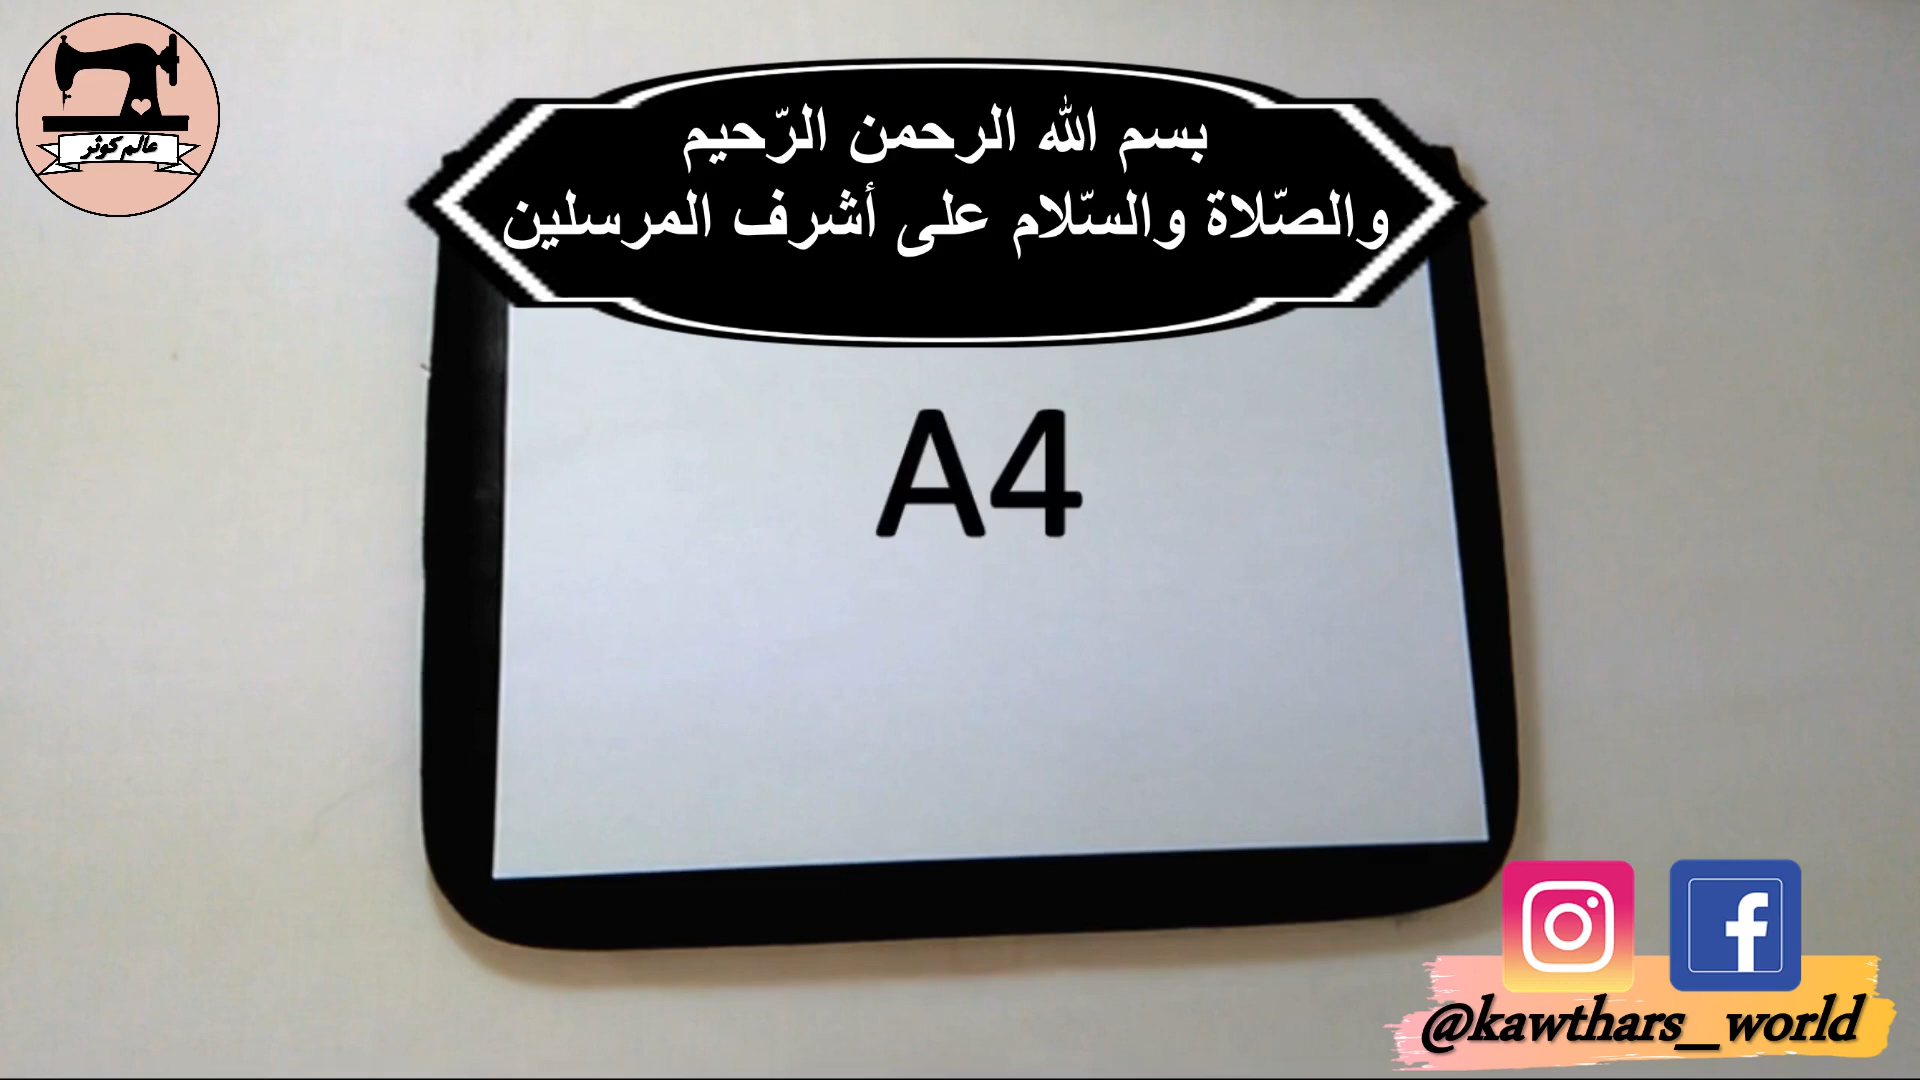 عالم كوثر
بسم الله الرحمن الرّحيم
والصّلاة والسّلام على أشرف المرسلين
A4
@kawthars_world